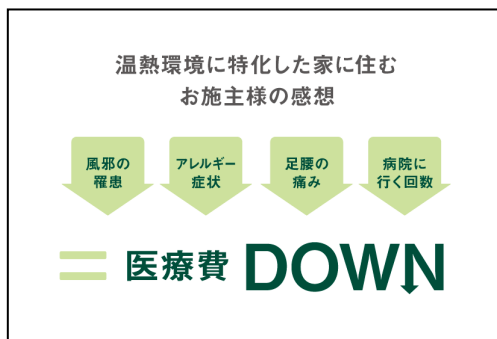 温熱環境に特化した家に住む
お施主様の感想
風邪の
罹患
アレルギー
症状
足腰の
痛み
病院に
行く回数
= 医療費 DOWN